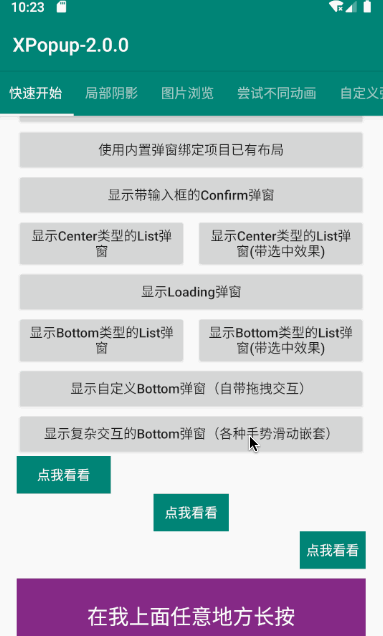 10:23
XPopup-2.0.0
快速开始 局部阴影 图片浏览 尝试不同动画 自定义
使用内置弹窗绑定项目已有布局
显示带输入框的Confirm弹窗
显示Center类型的List弹
窗
显示Center类型的List弹
窗(带选中效果)
显示Loading弹窗
显示Bottom类型的List弹
窗
显示Bottom类型的List弹
窗(带选中效果)
显示自定义Bottom弹窗（自带拖拽交互）
显示复杂交互的Bottom弹窗（各种手势滑动嵌套）
点我看看
点我看看
点我看看
在我上面任意地方长按